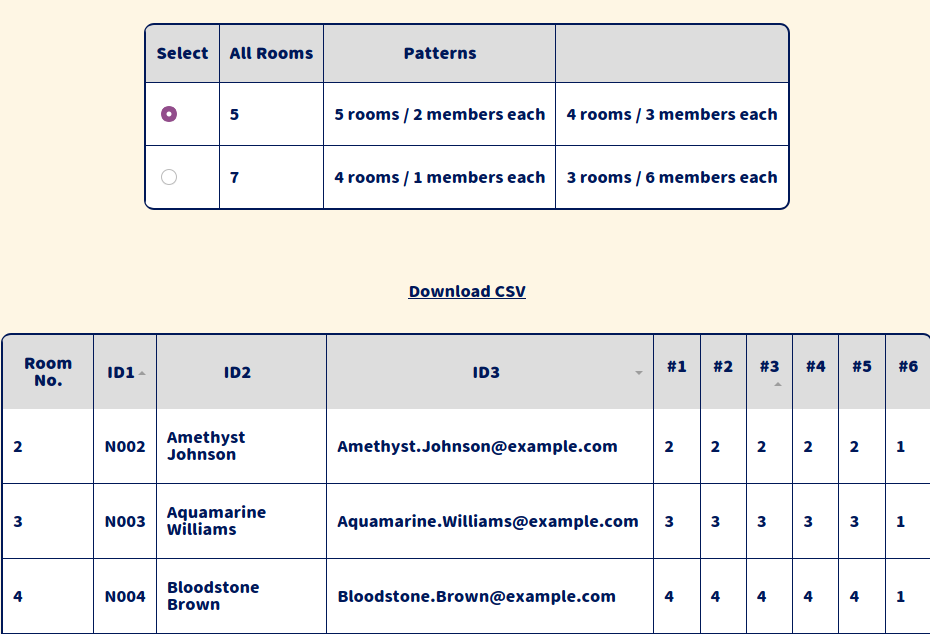 Select All Rooms Patterns
5 5 rooms / 2 members each 4 rooms / 3 members each
7 4 rooms / 1 members each 3 rooms / 6 members each
Download CSV
Room No. ID1 ID2 ID3 #1 #2 #3 #4 #5 #6
2 N002 Amethyst Johnson Amethyst.Johnson@example.com 2 2 2 2 2 1
3 N003 Aquamarine Williams Aquamarine.Williams@example.com 3 3 3 3 3 1
4 N004 Bloodstone Brown Bloodstone.Brown@example.com 4 4 4 4 4 1